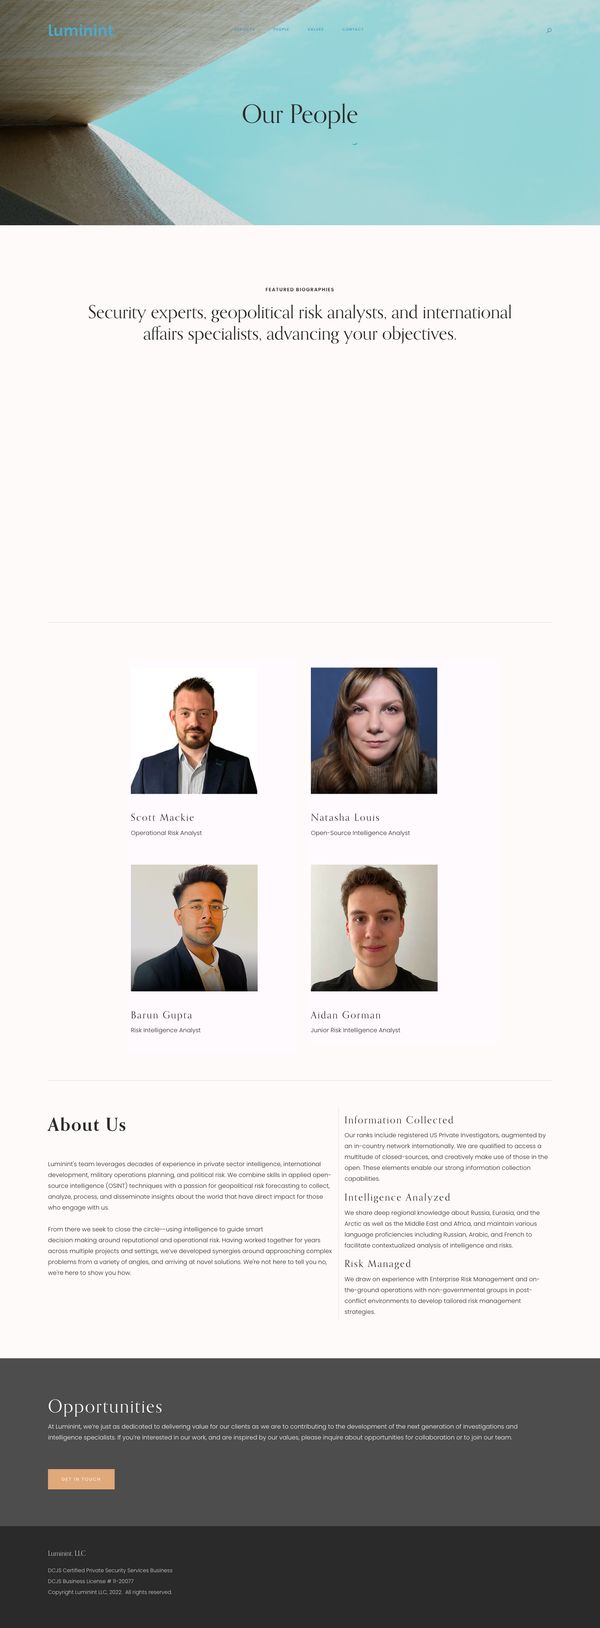 luminint
SERVICES PEOPLE VALUES CONTACT
Our People
FEATURED BIOGRAPHIES
Security experts, geopolitical risk analysts, and international
affairs specialists, advancing your objectives.
Scott Mackie
Operational Risk Analyst
Natasha Louis
Open-Source Intelligence Analyst
Barun Gupta
Risk Intelligence Analyst
Aidan Gorman
Junior Risk Intelligence Analyst
About Us
Luminint's team leverages decades of experience in private sector intelligence, international
development, military operations planning, and political risk. We combine skills in applied open-
source intelligence (OSINT) techniques with a passion for geopolitical risk forecasting to collect,
analyze, process, and disseminate insights about the world that have direct impact for those
who engage with us.
From there we seek to close the circle—using intelligence to guide smart
decision making around reputational and operational risk. Having worked together for years
across multiple projects and settings, we've developed synergies around approaching complex
problems from a variety of angles, and arriving at novel solutions. We're not here to tell you no,
we're here to show you how.
Information Collected
Our ranks include registered US Private Investigators, augmented by
an in-country network internationally. We are qualified to access a
multitude of closed-sources, and creatively make use of those in the
open. These elements enable our strong information collection
capabilities.
Intelligence Analyzed
We share deep regional knowledge about Russia, Eurasia, and the
Arctic as well as the Middle East and Africa, and maintain various
language proficiencies including Russian, Arabic, and French to
facilitate contextualized analysis of intelligence and risks.
Risk Managed
We draw on experience with Enterprise Risk Management and on-
the-ground operations with non-governmental groups in post-
conflict environments to develop tailored risk management
strategies.
Opportunities
At Luminint, we're just as dedicated to delivering value for our clients as we are to contributing to the development of the next generation of investigations and
intelligence specialists. If you're interested in our work, and are inspired by our values, please inquire about opportunities for collaboration or to join our team.
GET IN TOUCH
Luminint, LLC
DCJS Certified Private Security Services Business
DCJS Business License # 11-20077
Copyright Luminint LLC, 2022. All rights reserved.